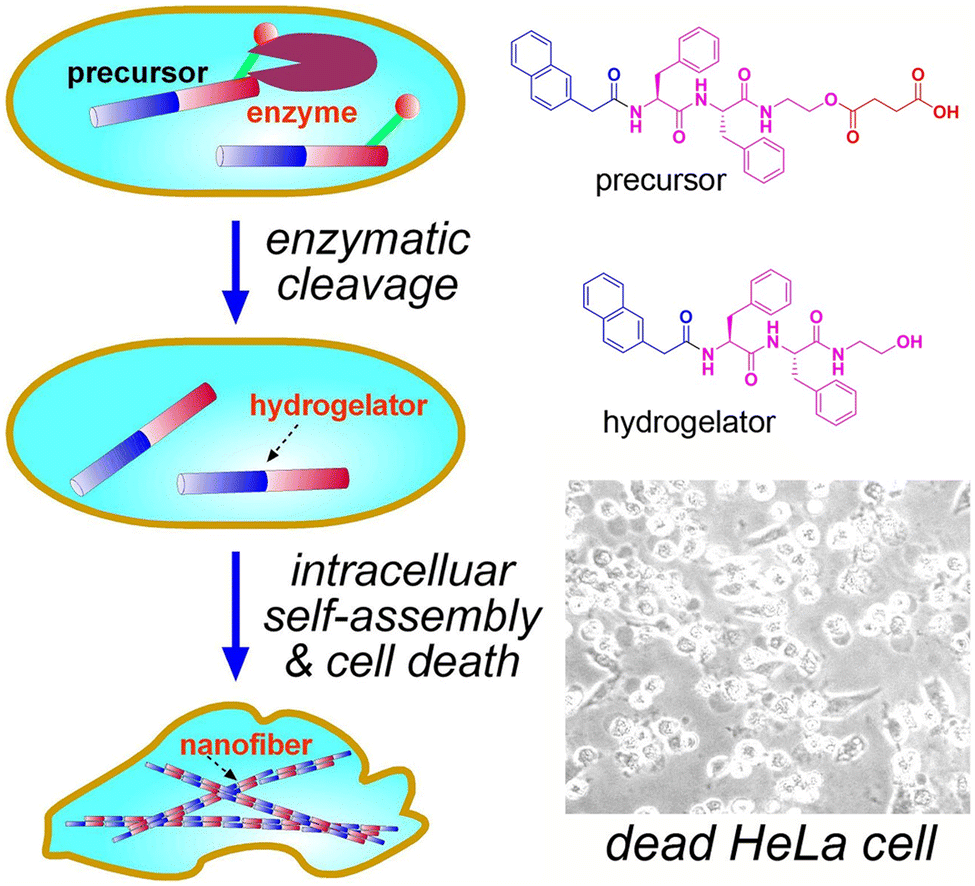 precursor
enzyme
enzymatic
cleavage
hydrogelator
intracelluar
self-assembly
& cell death
nanofiber
O
N
H
O
H
N
O
N
H
O
O
O
OH
precursor
O
N
H
O
H
N
O
N
H
OH
hydrogelator
dead HeLa cell